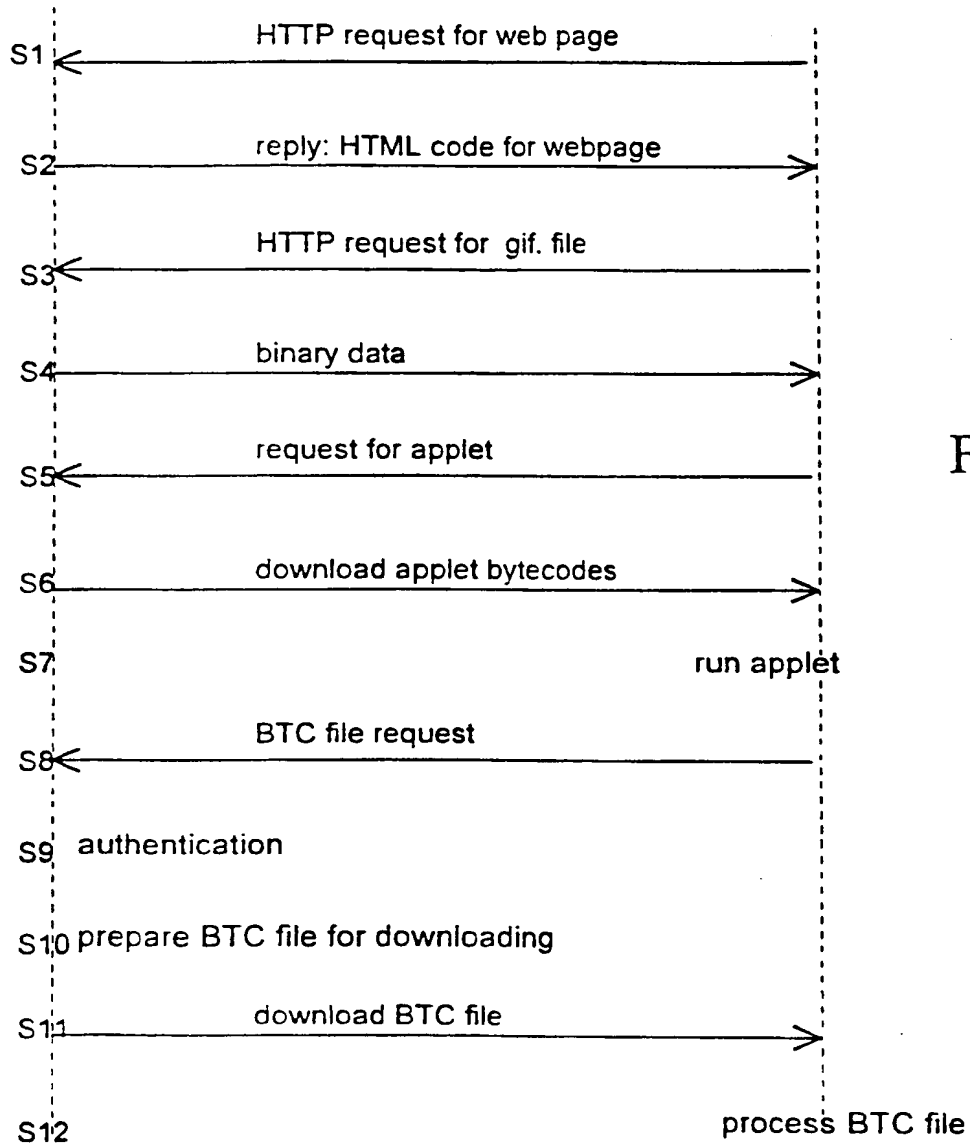 S1 HTTP request for web page
S2 reply: HTML code for webpage
S3 HTTP request for gif. file
S4 binary data
S5 request for applet
F
S6 download applet bytecodes
S7 run applet
S8 BTC file request
S9 authentication
S10 prepare BTC file for downloading
S11 download BTC file
S12 process BTC file